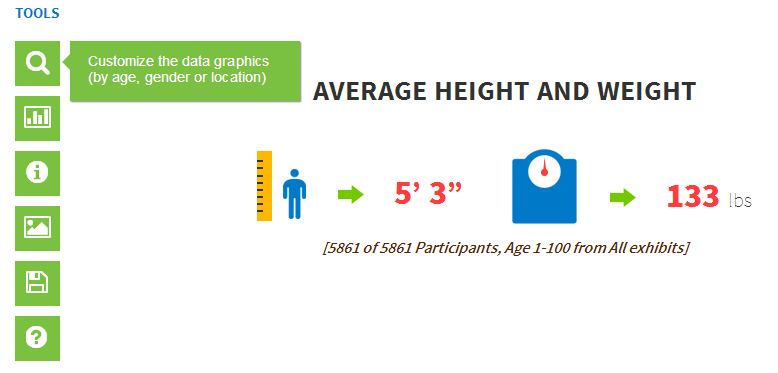 TOOLS
Customize the data graphics
(by age, gender or location)
AVERAGE HEIGHT AND WEIGHT
5’ 3” 133 lbs
[5861 of 5861 Participants, Age 1-100 from All exhibits]